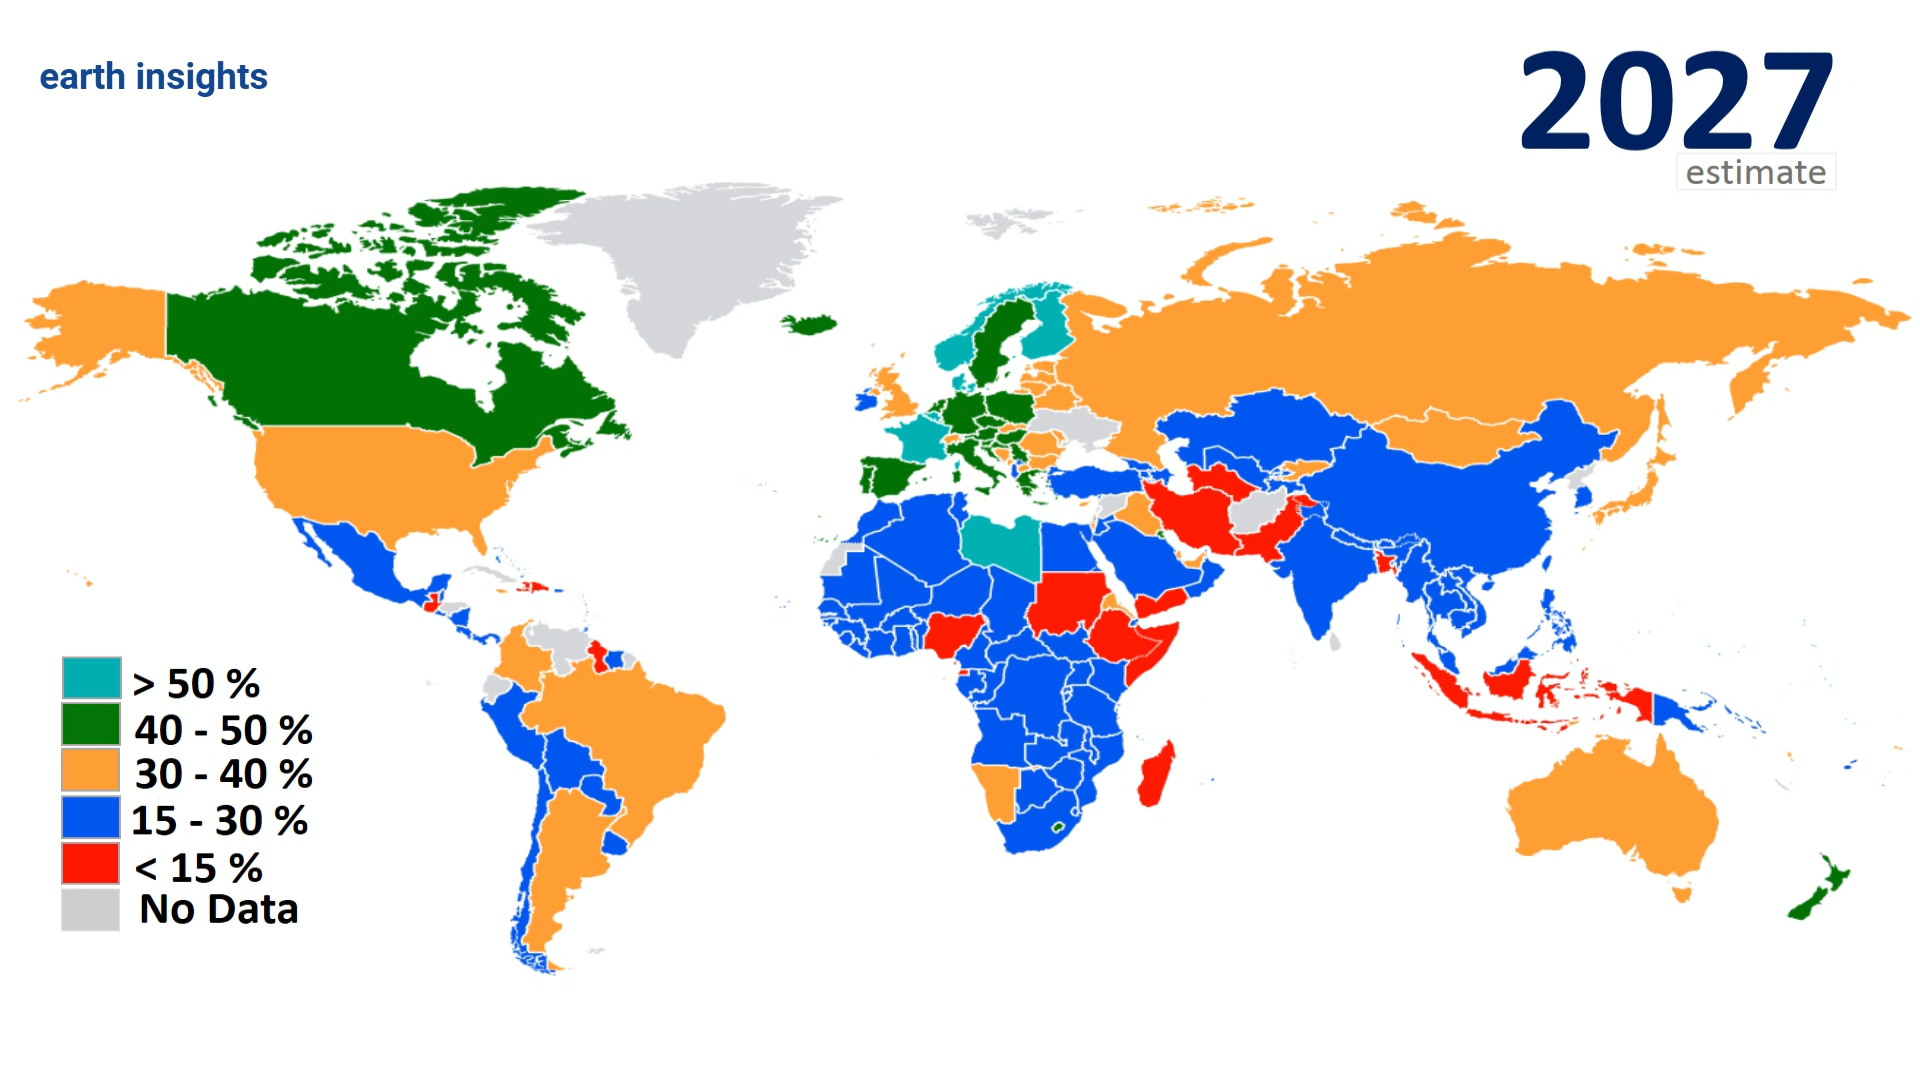 earth insights
2027
estimate
> 50 %
40 - 50 %
30 - 40 %
15 - 30 %
< 15 %
No Data